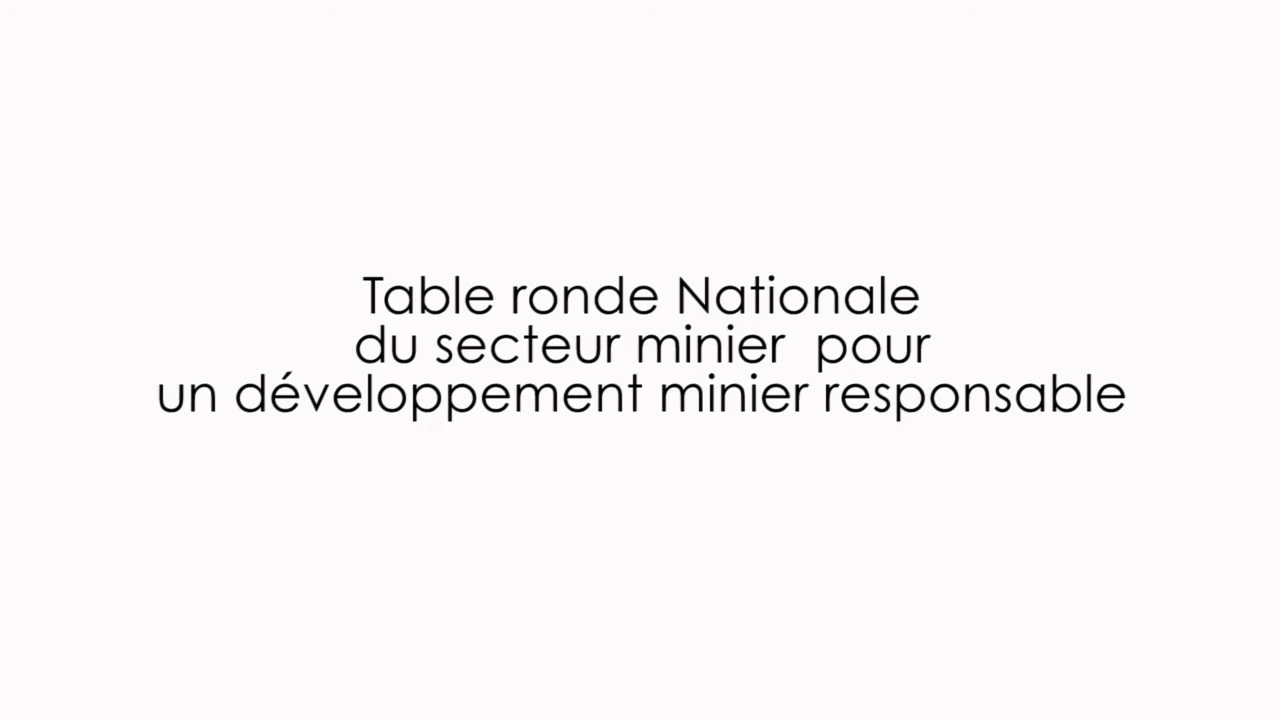 Table ronde Nationale
du secteur minier  pour
un développement minier responsable